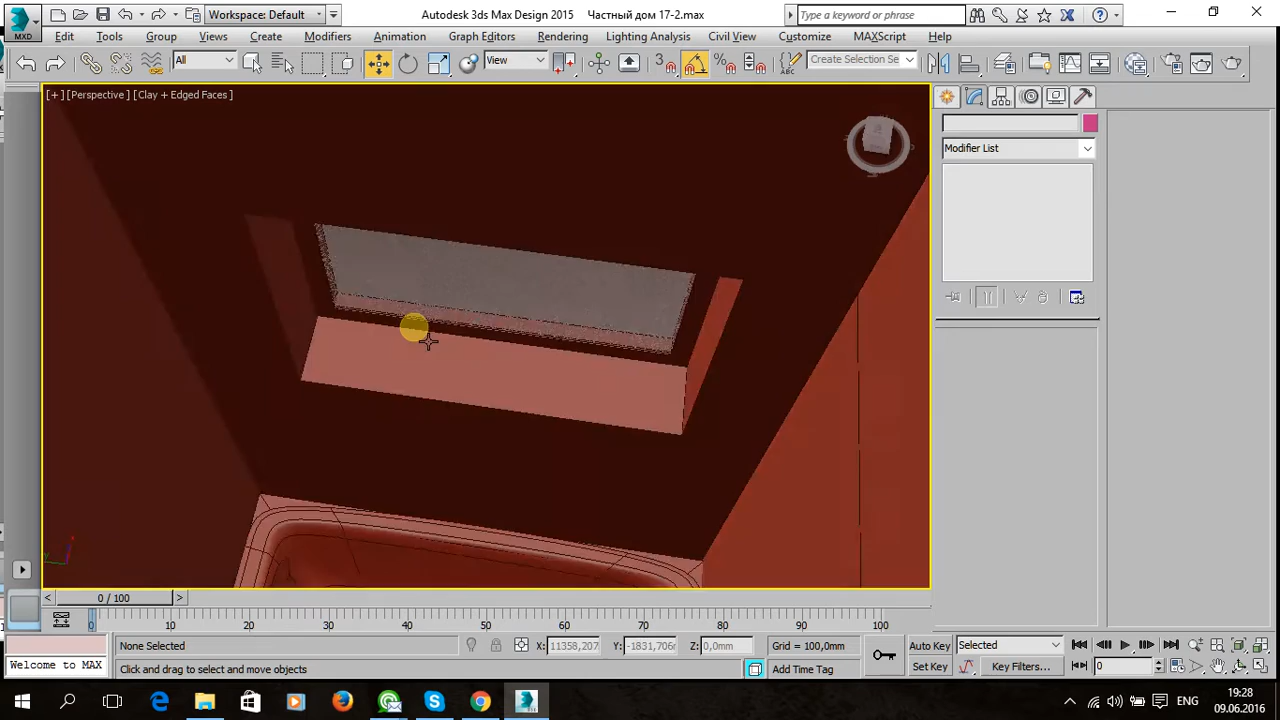 MXD
Workspace: Default
Autodesk 3ds Max Design 2015
Частный дом 17-2.max
Type a keyword or phrase
Edit Tools Group Views Create Modifiers Animation Graph Editors Rendering Lighting Analysis Civil View Customize MAXScript Help
All
View
3
Create Selection Se
[+] [Perspective] [Clay + Edged Faces]
Modifier List
0 / 100
0 10 20 30 40 50 60 70 80 90 100
None Selected
X: 11358,207
Y: -1831,706
Z: 0,0mm
Grid = 100,0mm
Auto Key
Selected
Welcome to MAX
Click and drag to select and move objects
Add Time Tag
Set Key
Key Filters...
0
ENG
19:28
09.06.2016